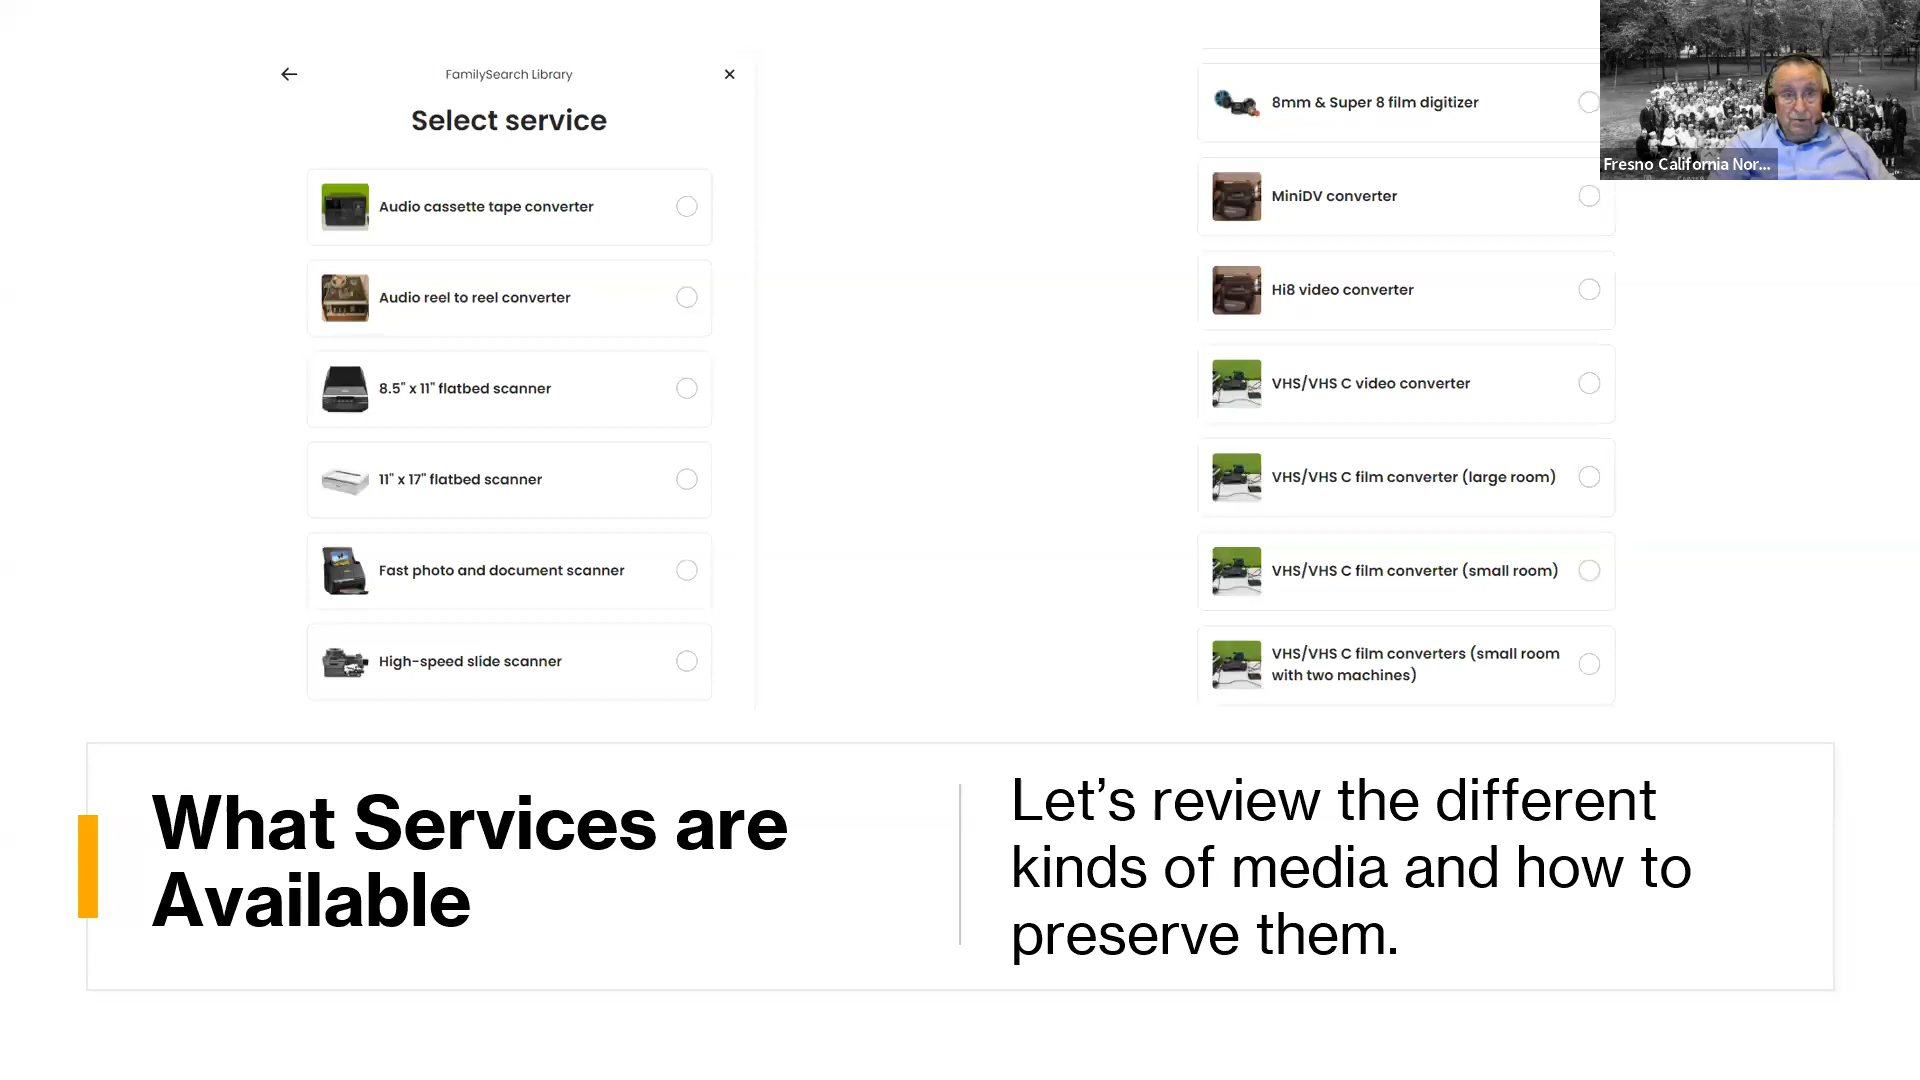 FamilySearch Library
Select service
Audio cassette tape converter
Audio reel to reel converter
8.5" x 11" flatbed scanner
11" x 17" flatbed scanner
Fast photo and document scanner
High-speed slide scanner
8mm & Super 8 film digitizer
MiniDV converter
Hi8 video converter
VHS/VHS C video converter
VHS/VHS C film converter (large room)
VHS/VHS C film converter (small room)
VHS/VHS C film converters (small room
with two machines)
Fresno California Nor...
What Services are
Available
Let’s review the different
kinds of media and how to
preserve them.